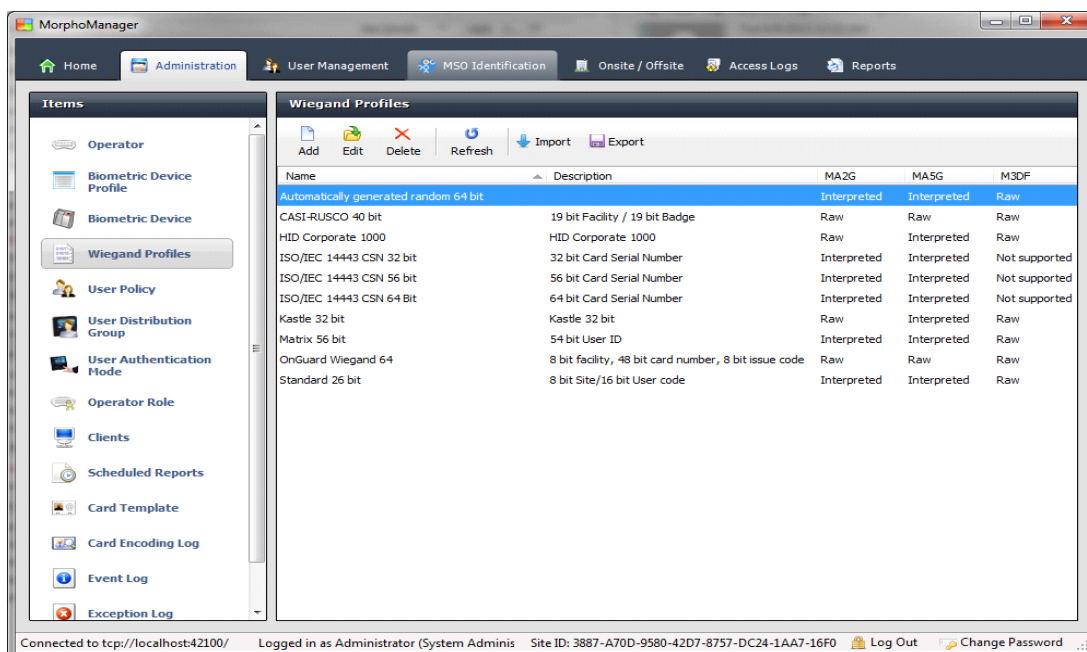 MorphoManager
Home Administration User Management MSO Identification Onsite / Offsite Access Logs Reports
Items
Operator
Biometric Device
Profile
Biometric Device
Wiegand Profiles
User Policy
User Distribution
Group
User Authentication
Mode
Operator Role
Clients
Scheduled Reports
Card Template
Card Encoding Log
Event Log
Exception Log
Wiegand Profiles
Add Edit Delete Refresh Import Export
Name Description MA2G MA5G M3DF
Automatically generated random 64 bit Interpreted Interpreted Raw
CASI-RUSCO 40 bit 19 bit Facility / 19 bit Badge Raw Raw Raw
HID Corporate 1000 HID Corporate 1000 Raw Interpreted Raw
ISO/IEC 14443 CSN 32 bit 32 bit Card Serial Number Interpreted Interpreted Not supported
ISO/IEC 14443 CSN 56 bit 56 bit Card Serial Number Interpreted Interpreted Not supported
ISO/IEC 14443 CSN 64 Bit 64 bit Card Serial Number Interpreted Interpreted Not supported
Kastle 32 bit Kastle 32 bit Raw Interpreted Raw
Matrix 56 bit 54 bit User ID Interpreted Interpreted Raw
OnGuard Wiegand 64 8 bit facility, 48 bit card number, 8 bit issue code Raw Raw Raw
Standard 26 bit 8 bit Site/16 bit User code Interpreted Interpreted Raw
Connected to tcp://localhost:42100/ Logged in as Administrator (System Adminis Site ID: 3887-A70D-9580-42D7-8757-DC24-1AA7-16F0 Log Out Change Password